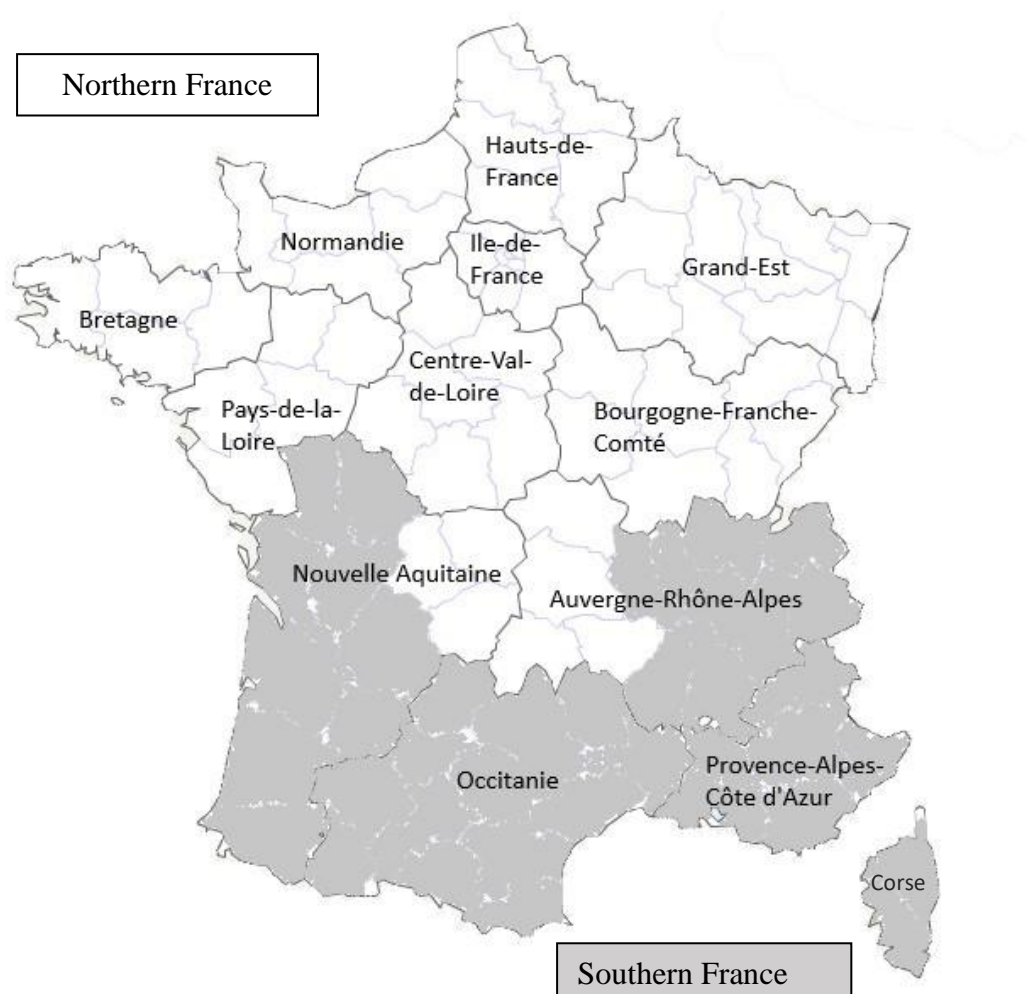 Northern France
Hauts-de-
France
Normandie
Ile-de-
France
Grand-Est
Bretagne
Centre-Val-
de-Loire
Pays-de-la-
Loire
Bourgogne-Franche-
Comté
Nouvelle Aquitaine
Auvergne-Rhône-Alpes
Occitanie
Provence-Alpes-
Côte d'Azur
Corse
Southern France